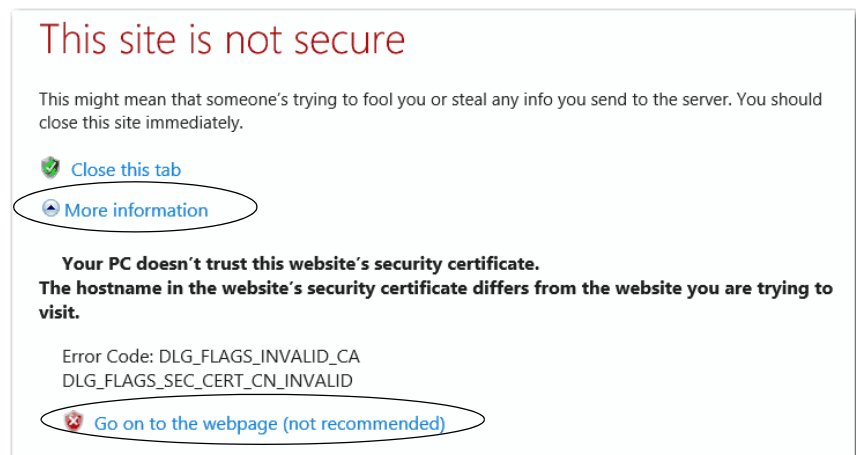 This site is not secure
This might mean that someone's trying to fool you or steal any info you send to the server. You should
close this site immediately.
Close this tab
More information
Your PC doesn't trust this website's security certificate.
The hostname in the website's security certificate differs from the website you are trying to
visit.
Error Code: DLG_FLAGS_INVALID_CA
DLG_FLAGS_SEC_CERT_CN_INVALID
Go on to the webpage (not recommended)